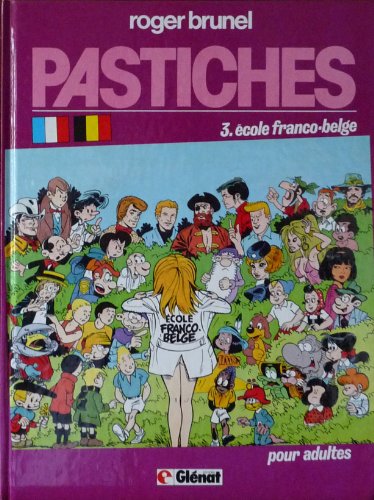 roger brunel
PASTICHES
3. école franco-belge
ÉCOLE
FRANCO-
BELGE
pour adultes
Glénat